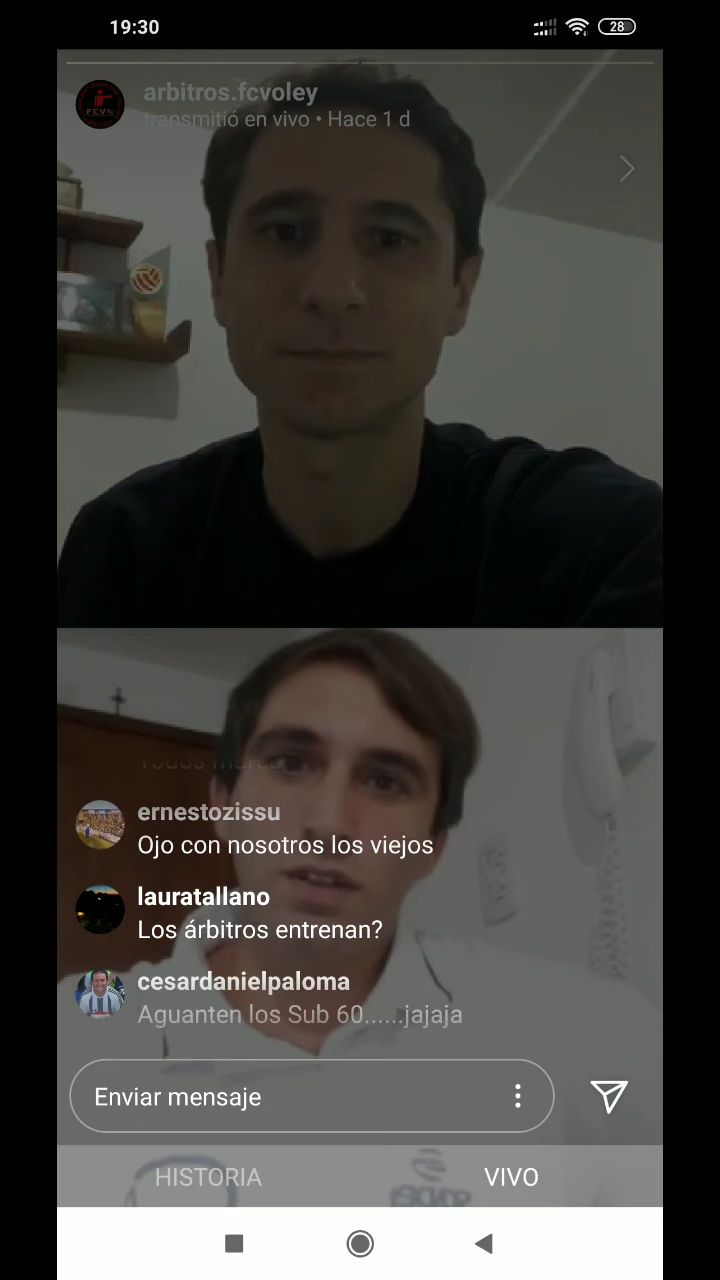 19:30
28
arbitros.fcvoley
transmitió en vivo • Hace 1 d
FCV
ernestozissu
Ojo con nosotros los viejos
lauratallano
Los árbitros entrenan?
cesardanielpaloma
Aguanten los Sub 60......jajaja
Enviar mensaje
HISTORIA
VIVO